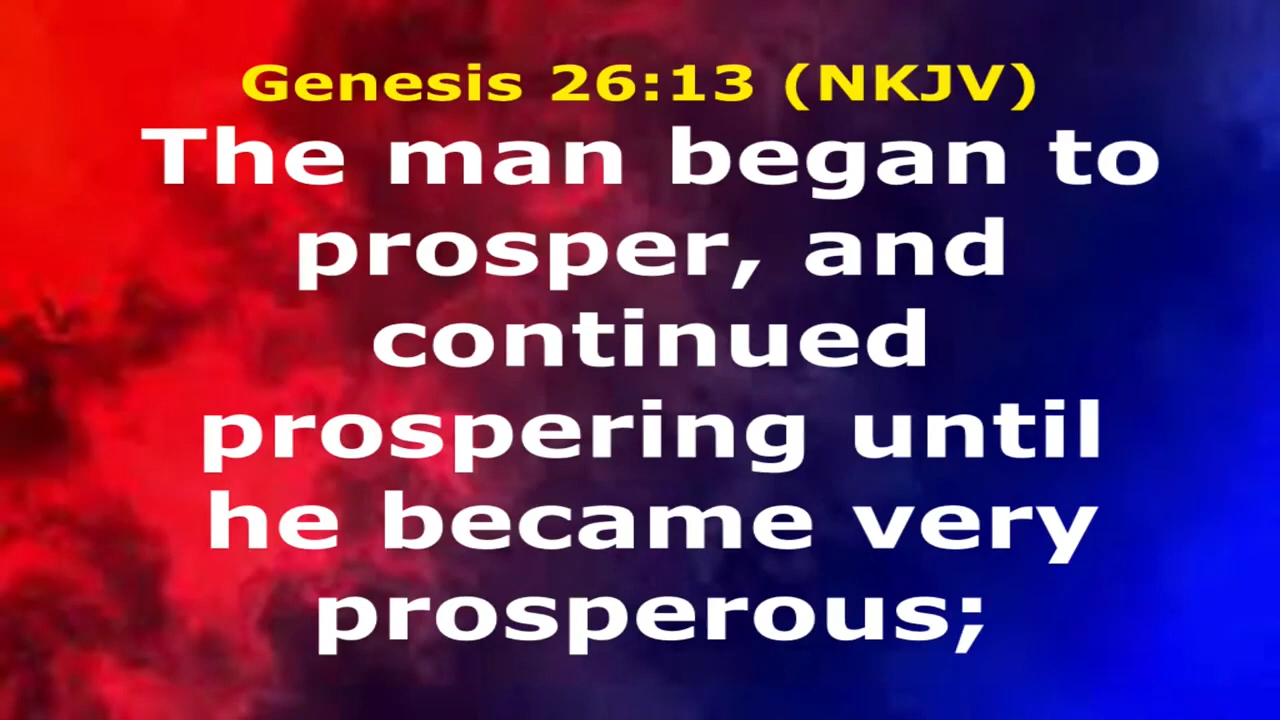 Genesis 26:13 (NKJV)
The man began to
prosper, and
continued
prospering until
he became very
prosperous;